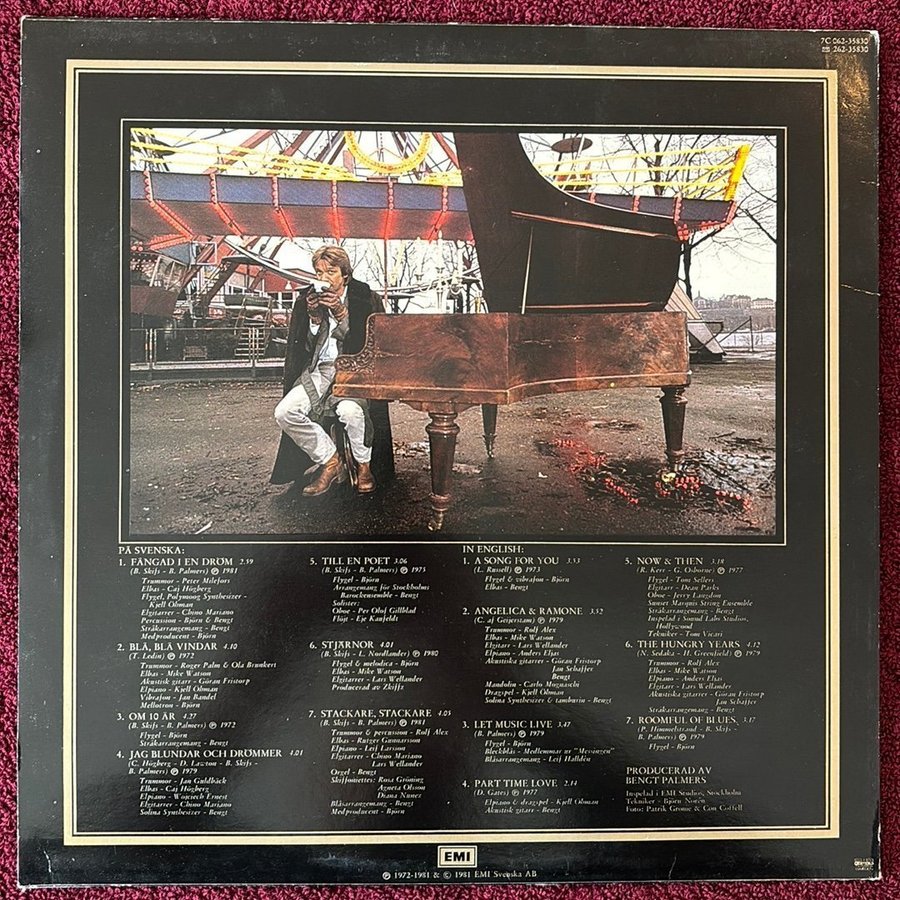 7C 062-35830
262-35830
PÅ SVENSKA:
1. FÅNGAD I EN DRÖM 2.59
(B. Skifs - B. Palmers) ℗ 1981
Trummor - Peter Milefors
Elbas - Caj Högberg
Flygel, Polymoog Synthesizer -
Kjell Öhman
Elgitarrer - Chino Mariano
Percussion - Björn & Bengt
Stråkarrangemang - Bengt
Medproducent - Björn
2. BLÅ, BLÅ VINDAR 4.10
(T. Ledin) ℗ 1972
Trummor - Roger Palm & Ola Brunkert
Elbas - Mike Watson
Akustisk gitarr - Göran Fristorp
Elpiano - Kjell Öhman
Vibrafon - Jan Bandel
Mellotron - Björn
3. OM 10 ÅR 4.27
(B. Skifs - B. Palmers) ℗ 1972
Flygel - Björn
Stråkarrangemang - Bengt
4. JAG BLUNDAR OCH DRÖMMER 4.01
(C. Högberg - D. Lawton - B. Skifs -
B. Palmers) ℗ 1979
Trummor - Jan Guldbäck
Elbas - Caj Högberg
Elpiano - Wojciech Ernest
Elgitarrer - Chino Mariano
Solina Synthesizer - Bengt
5. TILL EN POET 3.06
(B. Skifs - B. Palmers) ℗ 1975
Flygel - Björn
Arrangemang för Stockholms
Barockensemble - Bengt
Solister:
Oboe - Per Olof Gillblad
Flöjt - Eje Kaufeldt
6. STJÄRNOR 4.01
(B. Skifs - L. Nordlander) ℗ 1980
Flygel & melodica - Björn
Elbas - Mike Watson
Elgitarrer - Lars Wellander
Producerad av Zkiffz
7. STACKARE, STACKARE 4.05
(B. Skifs - B. Palmers) ℗ 1981
Trummor & percussion - Rolf Alex
Elbas - Rutger Gunnarsson
Elpiano - Leif Larsson
Elgitarrer - Chino Mariano
Lars Wellander
Orgel - Bengt
Skiffoniettes: Rosa Gröning
Agneta Olsson
Diana Nunez
Blåsarrangemang - Bengt
Medproducent - Björn
IN ENGLISH:
1. A SONG FOR YOU 3.53
(L. Russell) ℗ 1973
Flygel & vibrafon - Björn
Elbas - Bengt
2. ANGELICA & RAMONE 3.52
(C. af Geijerstam) ℗ 1979
Trummor - Rolf Alex
Elbas - Mike Watson
Elgitarr - Lars Wellander
Elpiano - Anders Eljas
Akustiska gitarrer - Göran Fristorp
Jan Schaffer
Bengt
Mandolin - Carlo Mognaschi
Dragspel - Kjell Öhman
Solina Synthesizer & tamburin - Bengt
3. LET MUSIC LIVE 3.47
(B. Palmers) ℗ 1979
Flygel - Björn
Bleckblås - Medlemmar ur "Messingen"
Blåsarrangemang - Leif Halldén
4. PART TIME LOVE 2.14
(D. Gates) ℗ 1977
Elpiano & dragspel - Kjell Öhman
Akustisk gitarr - Bengt
5. NOW & THEN 3.18
(R. Kerr - G. Osborne) ℗ 1977
Flygel - Tom Sellers
Elgitarr - Dean Parks
Oboe - Jerry Langdon
Sunset Marquis String Ensemble
Stråkarrangemang - Bengt
Inspelad i Sound Labs Studios,
Hollywood
Tekniker - Tom Vicari
6. THE HUNGRY YEARS 4.12
(N. Sedaka - H. Greenfield) ℗ 1979
Trummor - Rolf Alex
Elbas - Mike Watson
Elpiano - Anders Eljas
Elgitarr - Lars Wellander
Akustiska gitarrer - Göran Fristorp
Jan Schaffer
Stråkarrangemang - Bengt
7. ROOMFUL OF BLUES, 3.17
(P. Himmelstrand - B. Skifs -
B. Palmers) ℗ 1979
Flygel - Björn
PRODUCERAD AV
BENGT PALMERS
Inspelad i EMI Studios, Stockholm
Tekniker - Björn Norén
Foto: Patrik Grome & Con Coffell
EMI
℗ 1972-1981 & © 1981 EMI Svenska AB